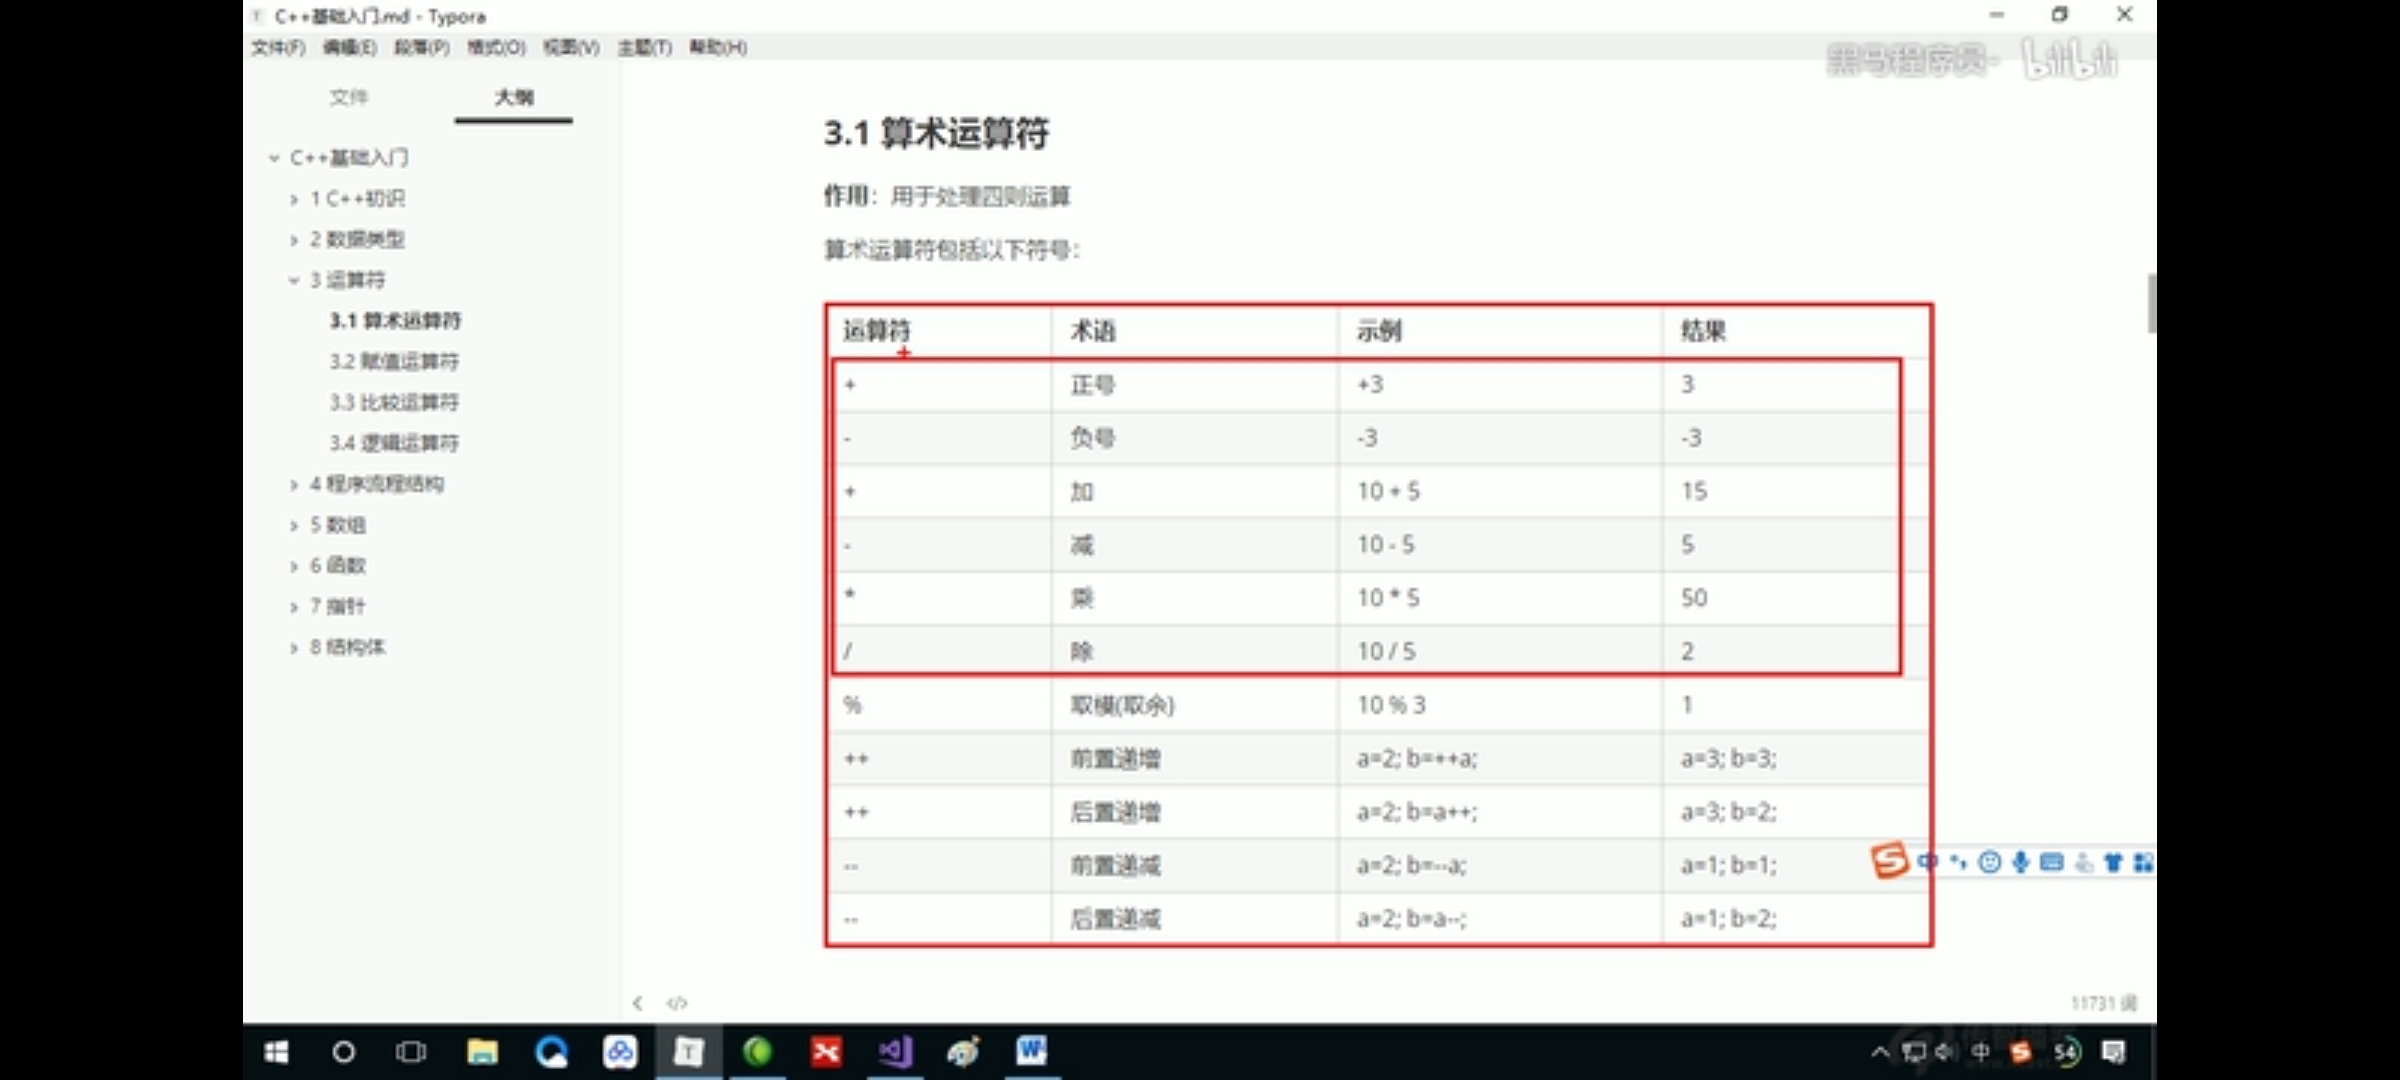 C++基础入门.md - Typora
文件(F) 编辑(E) 段落(P) 格式(O) 视图(V) 主题(T) 帮助(H)
黑马程序员- bilibili
文件 大纲
C++基础入门
1 C++初识
2 数据类型
3 运算符
3.1 算术运算符
3.2 赋值运算符
3.3 比较运算符
3.4 逻辑运算符
4 程序流程结构
5 数组
6 函数
7 指针
8 结构体
3.1 算术运算符
作用：用于处理四则运算
算术运算符包括以下符号：
运算符 术语 示例 结果
+ 正号 +3 3
- 负号 -3 -3
+ 加 10 + 5 15
- 减 10 - 5 5
* 乘 10 * 5 50
/ 除 10 / 5 2
% 取模(取余) 10 % 3 1
++ 前置递增 a=2; b=++a; a=3; b=3;
++ 后置递增 a=2; b=a++; a=3; b=2;
-- 前置递减 a=2; b=--a; a=1; b=1;
-- 后置递减 a=2; b=a--; a=1; b=2;
中
11731 词
中 54